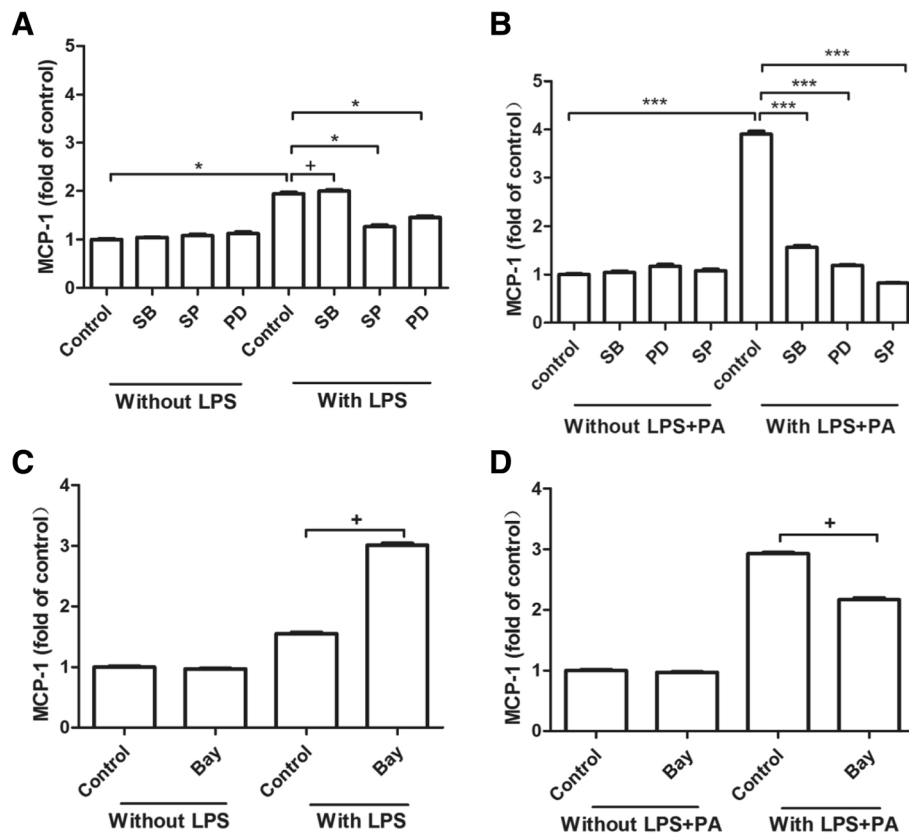 A
MCP-1 (fold of control)
5
4
3
2
1
0
*
*
*
+
Control
SB
SP
PD
Control
SB
SP
PD
Without LPS
With LPS
B
MCP-1 (fold of control)
5
4
3
2
1
0
***
***
***
***
control
SB
PD
SP
control
SB
PD
SP
Without LPS+PA
With LPS+PA
C
MCP-1 (fold of control)
4
3
2
1
0
+
Control
Bay
Control
Bay
Without LPS
With LPS
D
MCP-1 (fold of control)
4
3
2
1
0
+
Control
Bay
Control
Bay
Without LPS+PA
With LPS+PA